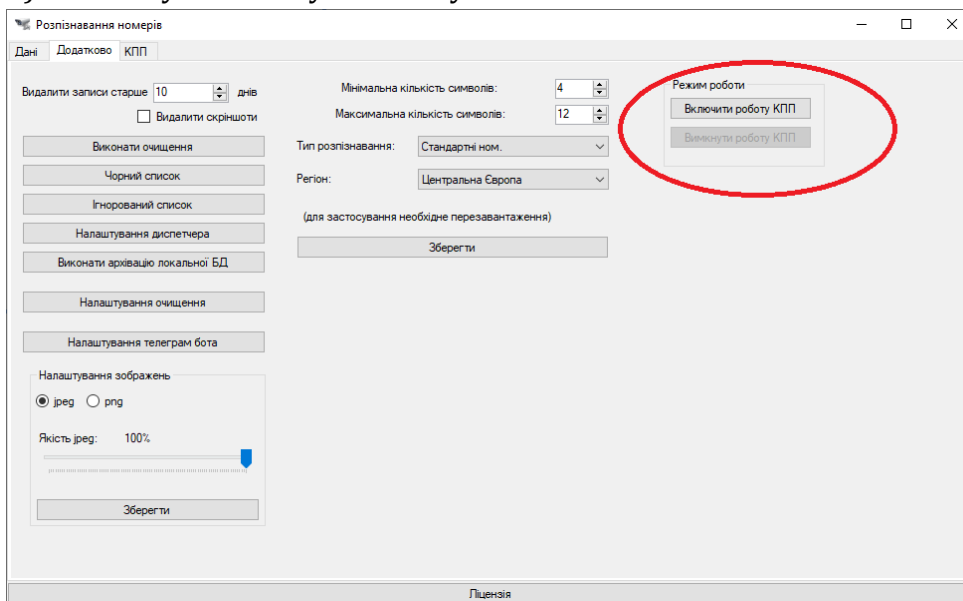 Розпізнавання номерів
Дані Додатково КПП
Видалити записи старше 10 днів
Видалити скріншоти
Виконати очищення
Чорний список
Ігнорований список
Налаштування диспетчера
Виконати архівацію локальної БД
Налаштування очищення
Налаштування телеграм бота
Налаштування зображень
jpeg png
Якість jpeg: 100%
Зберегти
Мінімальна кількість символів: 4
Максимальна кількість символів: 12
Тип розпізнавання: Стандартні ном.
Регіон: Центральна Європа
(для застосування необхідне перезавантаження)
Зберегти
Режим роботи
Включити роботу КПП
Вимкнути роботу КПП
Ліцензія